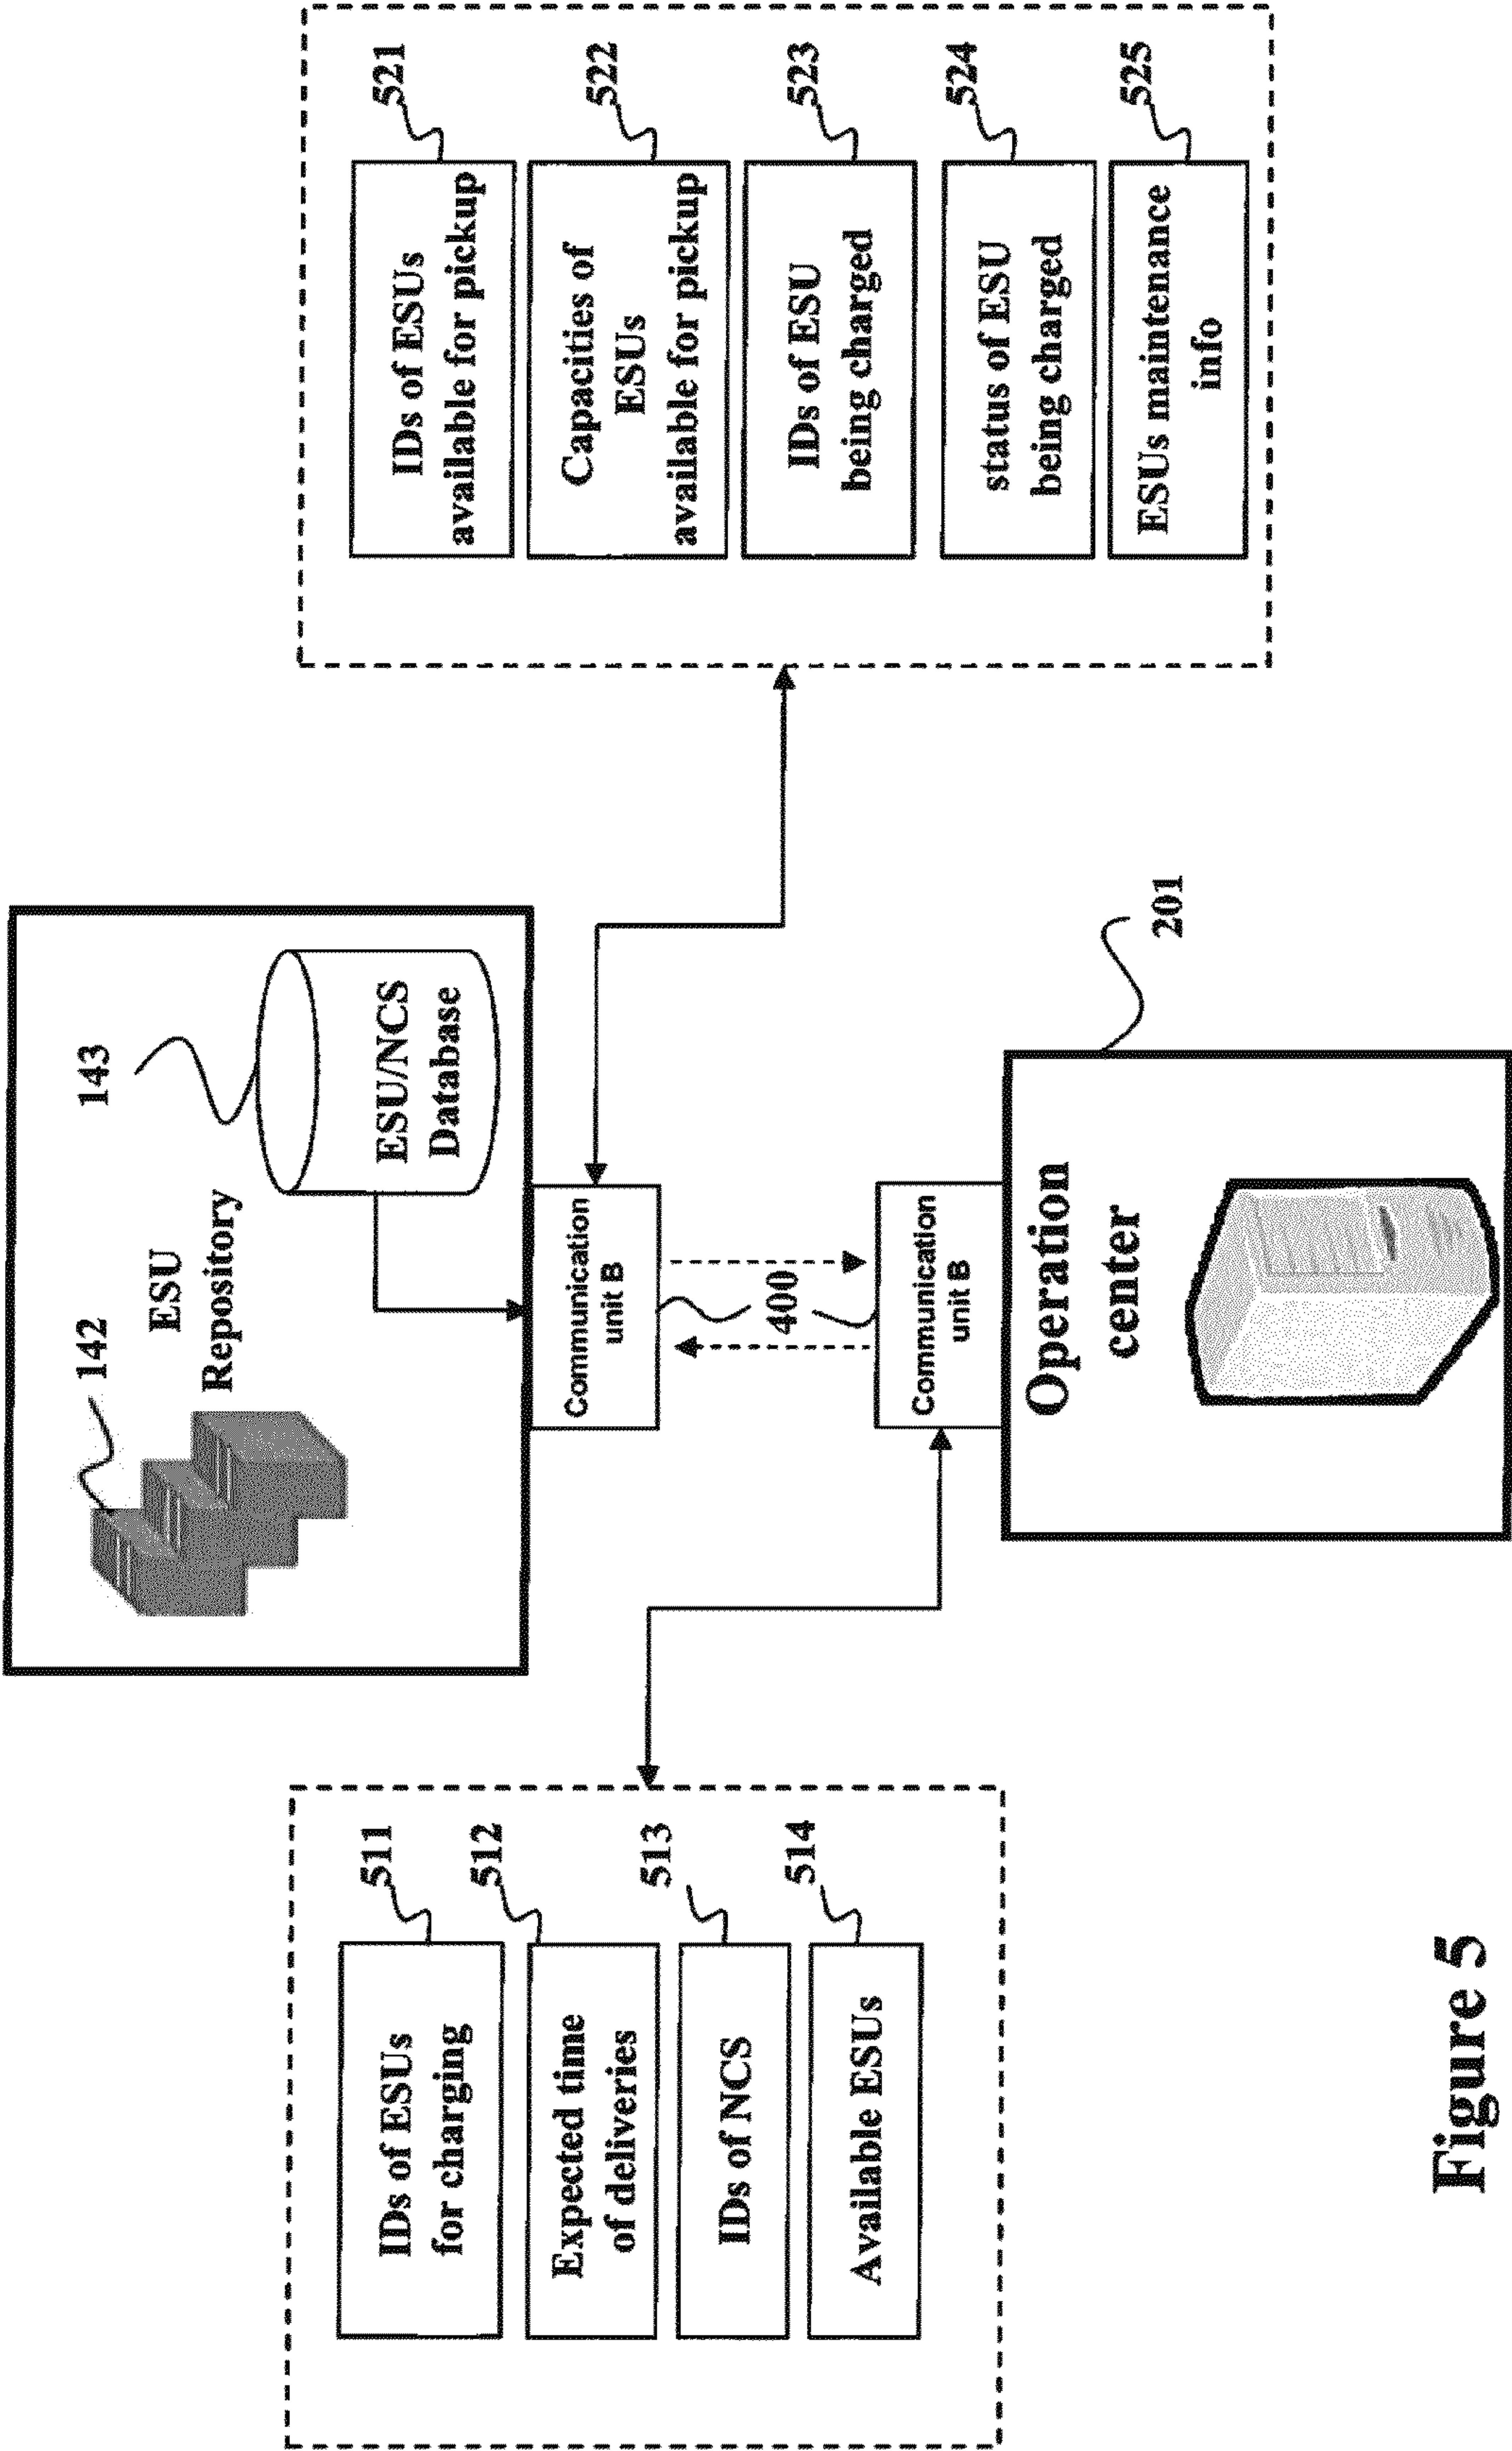 142
ESU
Repository
143
ESU/NCS
Database
Communication
unit B
400
Communication
unit B
Operation
center
201
511
IDs of ESUs
for charging
512
Expected time
of deliveries
513
IDs of NCS
514
Available ESUs
521
IDs of ESUs
available for pickup
522
Capacities of
ESUs
available for pickup
523
IDs of ESU
being charged
524
status of ESU
being charged
525
ESUs maintenance
info
Figure 5